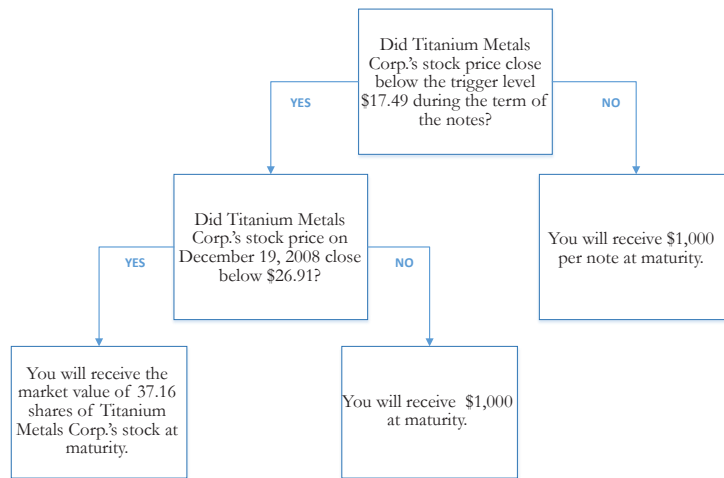 Did Titanium Metals
Corp.'s stock price close
below the trigger level
$17.49 during the term of
the notes?
YES
NO
Did Titanium Metals
Corp.'s stock price on
December 19, 2008 close
below $26.91?
You will receive $1,000
per note at maturity.
YES
NO
You will receive the
market value of 37.16
shares of Titanium
Metals Corp.'s stock at
maturity.
You will receive $1,000
at maturity.